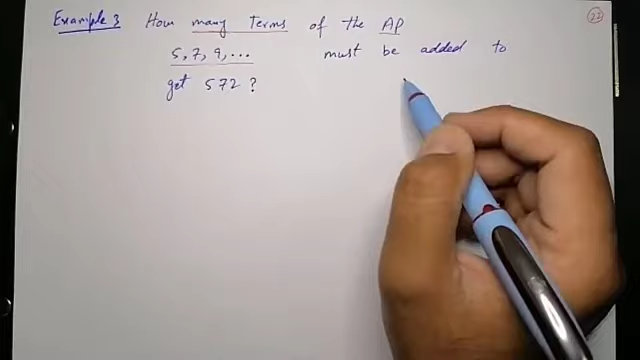 Example 3 How many terms of the AP
5, 7, 9, ... must be added to
get 572 ?
22